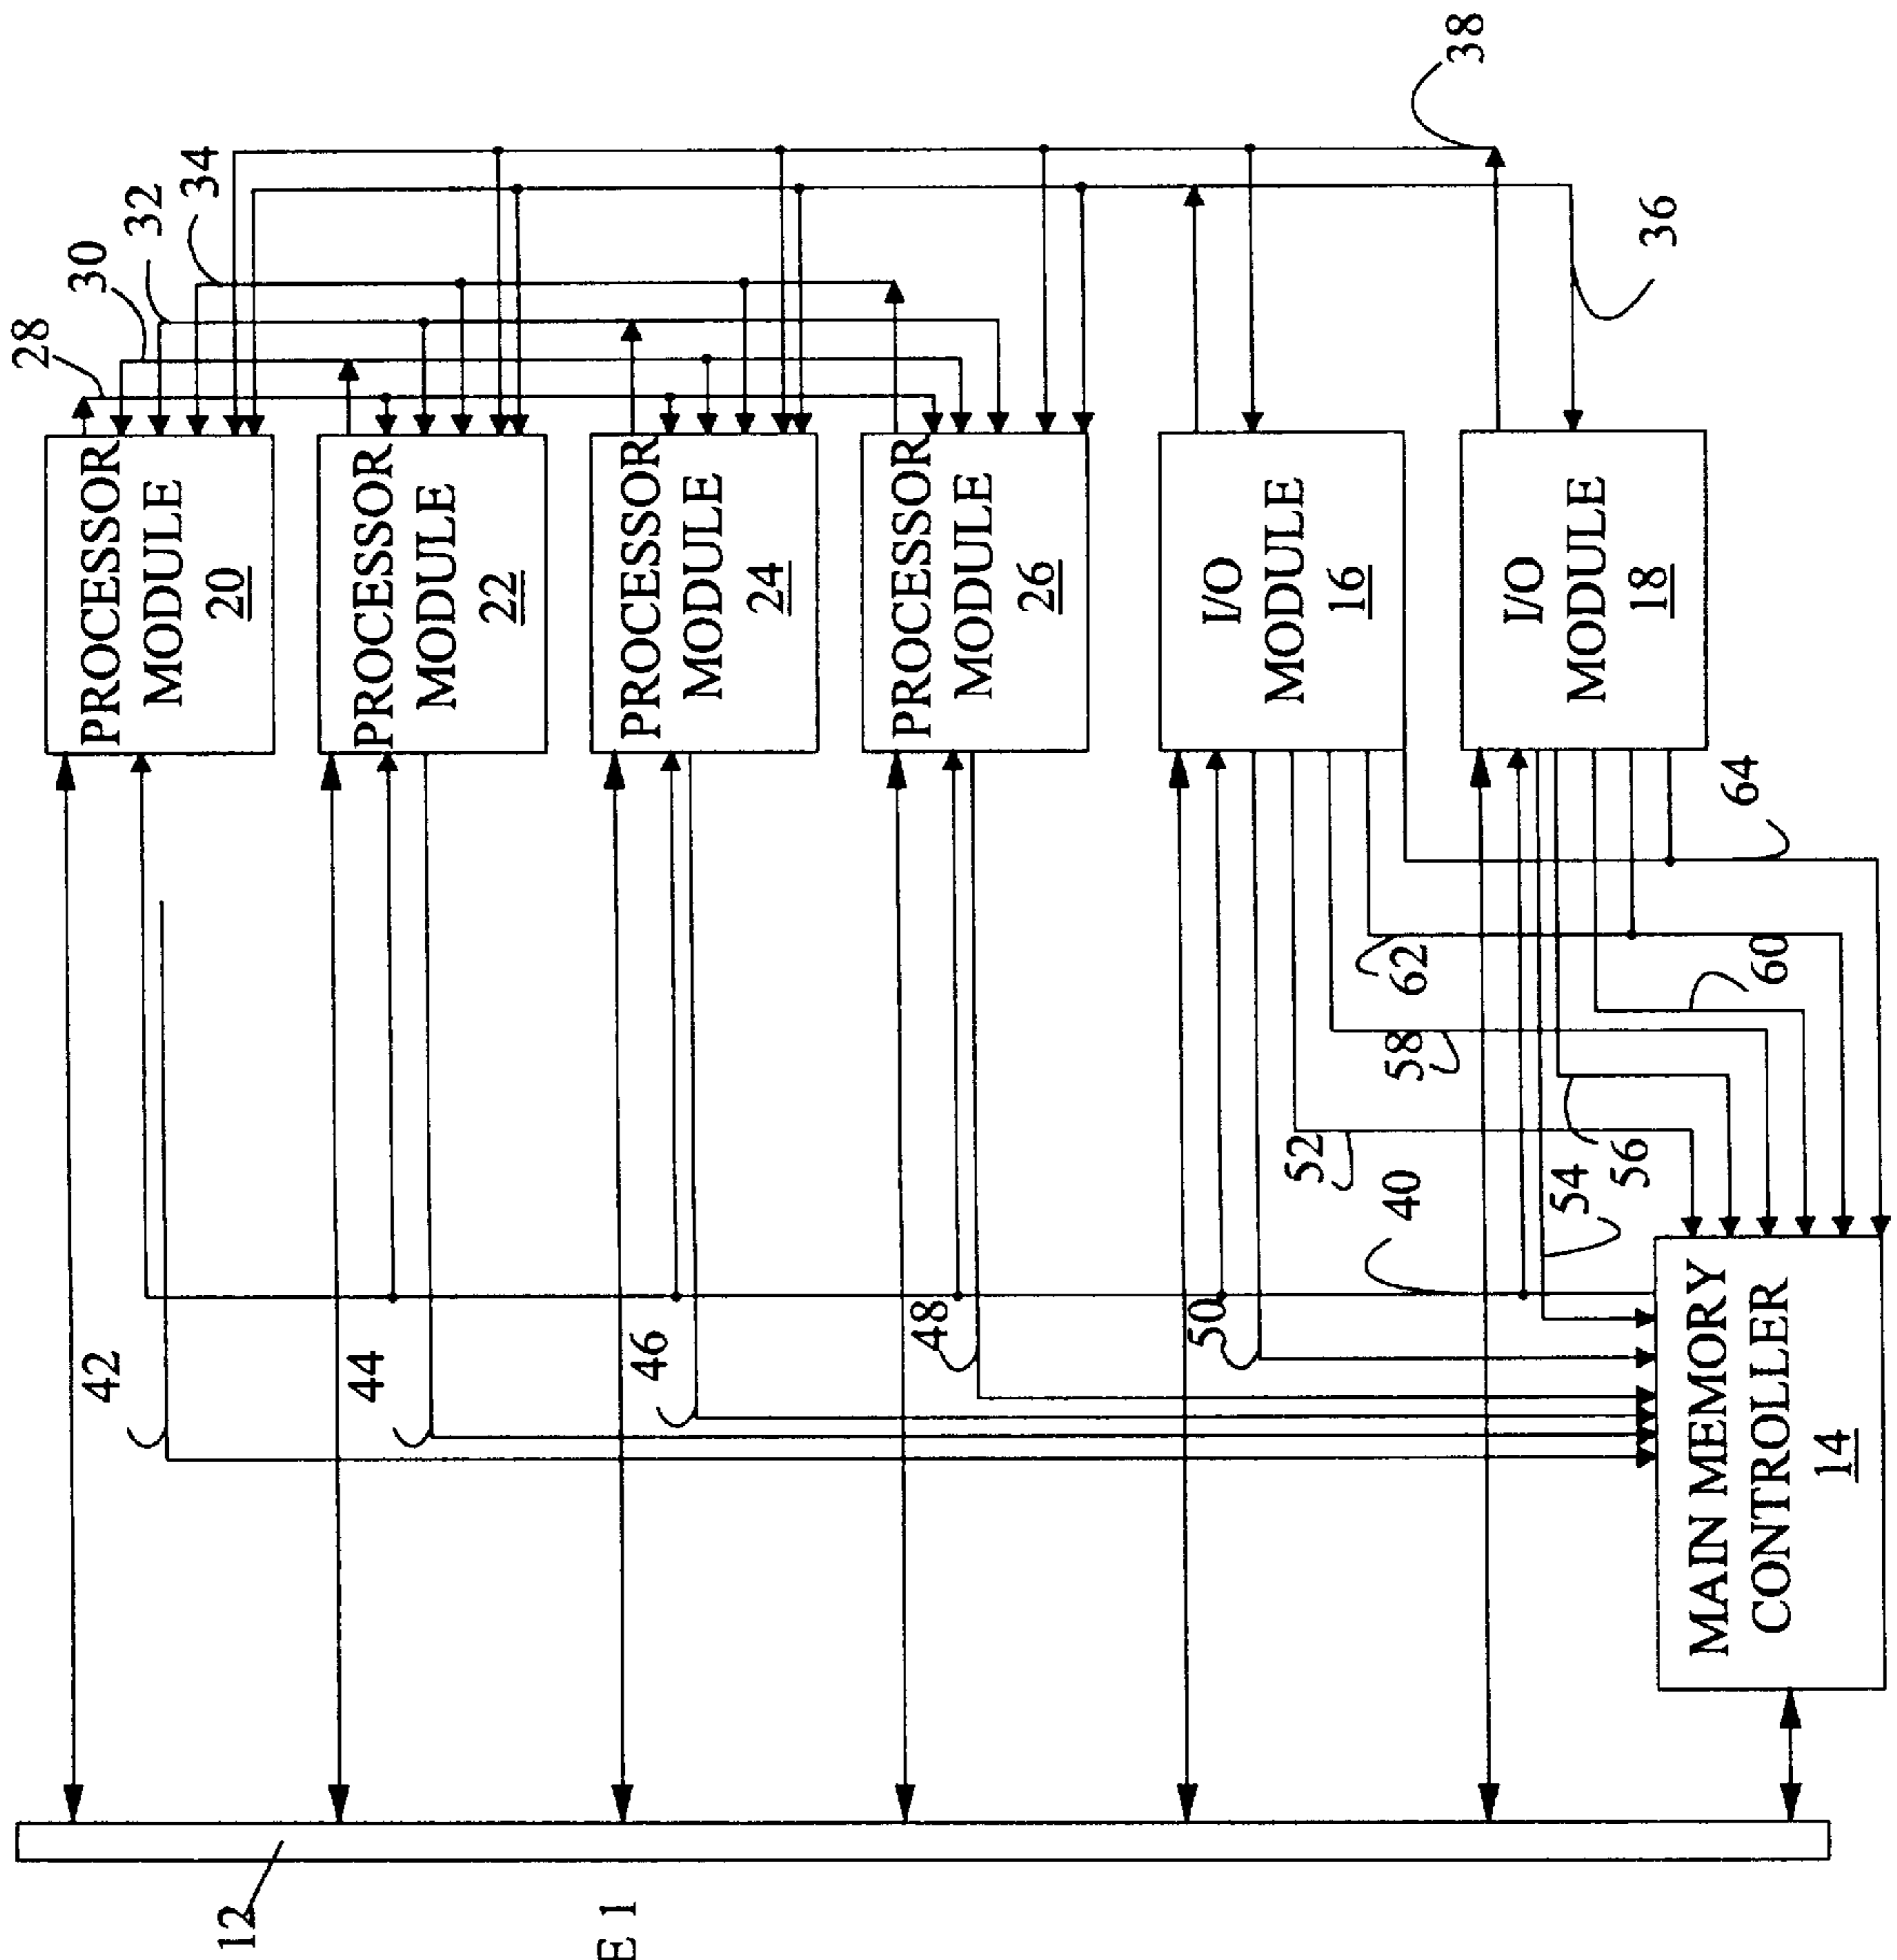 12
E 1
PROCESSOR
MODULE
20
PROCESSOR
MODULE
22
PROCESSOR
MODULE
24
PROCESSOR
MODULE
26
I/O
MODULE
16
I/O
MODULE
18
MAIN MEMORY
CONTROLLER
14
28
30
32
34
38
36
42
44
46
48
50
40
52
54
56
58
62
60
64